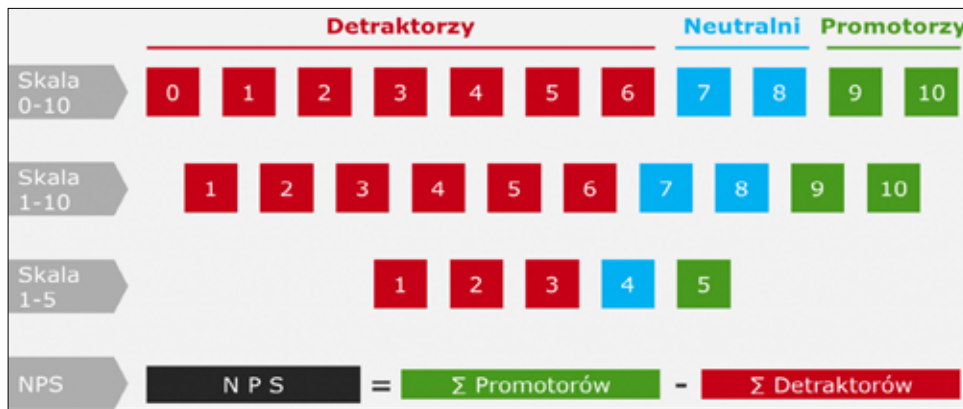 Detraktorzy Neutralni Promotorzy
Skala
0-10
0 1 2 3 4 5 6 7 8 9 10
Skala
1-10
1 2 3 4 5 6 7 8 9 10
Skala
1-5
1 2 3 4 5
NPS
N P S = Σ Promotorów - Σ Detraktorów